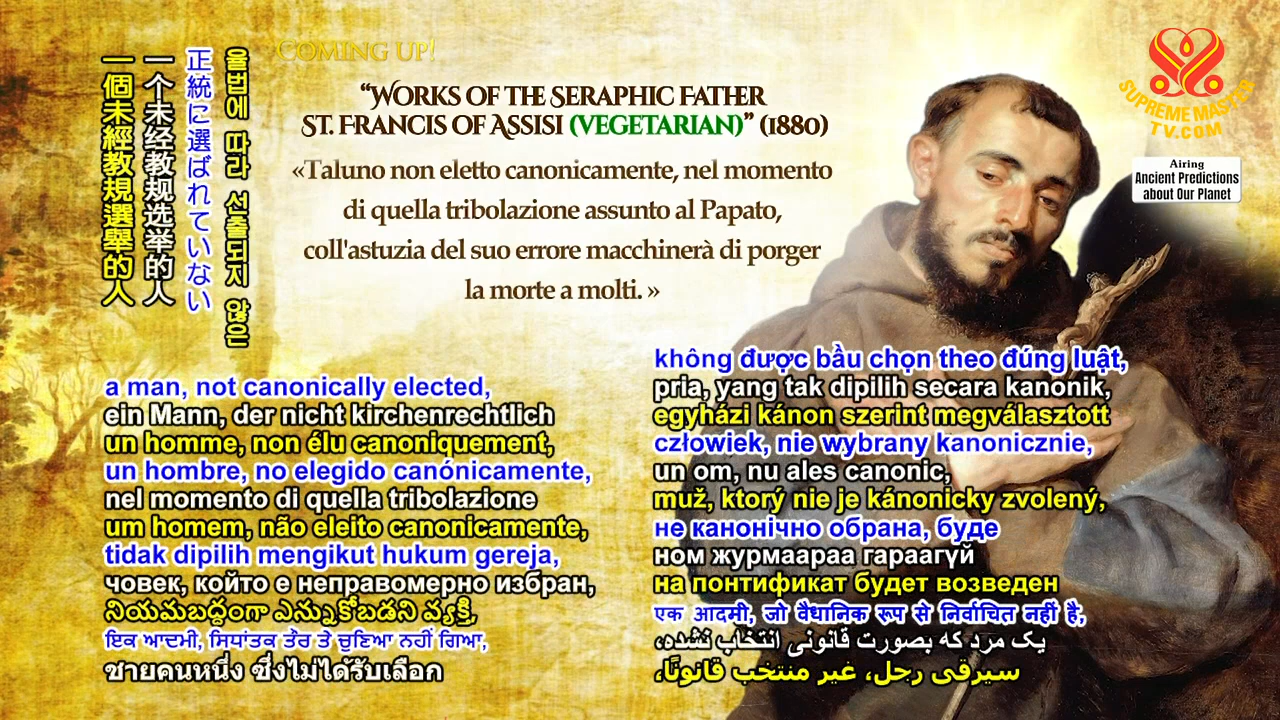 COMING UP!
“WORKS OF THE SERAPHIC FATHER
ST. FRANCIS OF ASSISI (VEGETARIAN)” (1880)
«Taluno non eletto canonicamente, nel momento
di quella tribolazione assunto al Papato,
coll'astuzia del suo errore macchinerà di porger
la morte a molti. »
SUPREME MASTER
TV.COM
Airing
Ancient Predictions
about Our Planet
율법에 따라 선출되지 않은
正統に選ばれていない
一个未经教规选举的人
一個未經教規選舉的人
a man, not canonically elected,
ein Mann, der nicht kirchenrechtlich
un homme, non élu canoniquement,
un hombre, no elegido canónicamente,
nel momento di quella tribolazione
um homem, não eleito canonicamente,
tidak dipilih mengikut hukum gereja,
човек, който е неправомерно избран,
నియమబద్ధంగా ఎన్నుకోబడని వ్యక్తి,
ਇਕ ਆਦਮੀ, ਸਿਧਾਂਤਕ ਤੌਰ ਤੇ ਚੁਣਿਆ ਨਹੀਂ ਗਿਆ,
ชายคนหนึ่ง ซึ่งไม่ได้รับเลือก
không được bầu chọn theo đúng luật,
pria, yang tak dipilih secara kanonik,
egyházi kánon szerint megválasztott
człowiek, nie wybrany kanonicznie,
un om, nu ales canonic,
muž, ktorý nie je kánonicky zvolený,
не канонічно обрана, буде
ном журмаараа гараагүй
на понтификат будет возведен
एक आदमी, जो वैधानिक रूप से निर्वाचित नहीं है,
یک مرد که بصورت قانونی انتخاب نشده،
سيرقى رجل، غير منتخب قانونًا،